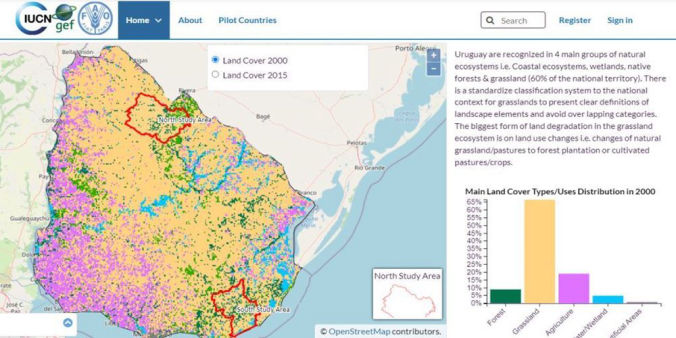 IUCN
gef
FAO
Home
About
Pilot Countries
Search
Register
Sign in
Land Cover 2000
Land Cover 2015
+
−
Porto Alegre
Artigas
Rivera
North Study Area
Bagé
Pelotas
Rio Grande
Gualeguaychú
José C.
South Study Area
North Study Area
© OpenStreetMap contributors.
Uruguay are recognized in 4 main groups of natural
ecosystems i.e. Coastal ecosystems, wetlands, native
forests & grassland (60% of the national territory). There
is a standardize classification system to the national
context for grasslands to present clear definitions of
landscape elements and avoid over lapping categories.
The biggest form of land degradation in the grassland
ecosystem is on land use changes i.e. changes of natural
grassland/pastures to forest plantation or cultivated
pastures/crops.
Main Land Cover Types/Uses Distribution in 2000
65%
60%
55%
50%
45%
40%
35%
30%
25%
20%
15%
10%
5%
0%
Forest
Grassland
Agriculture
ter/Wetland
ificial Areas